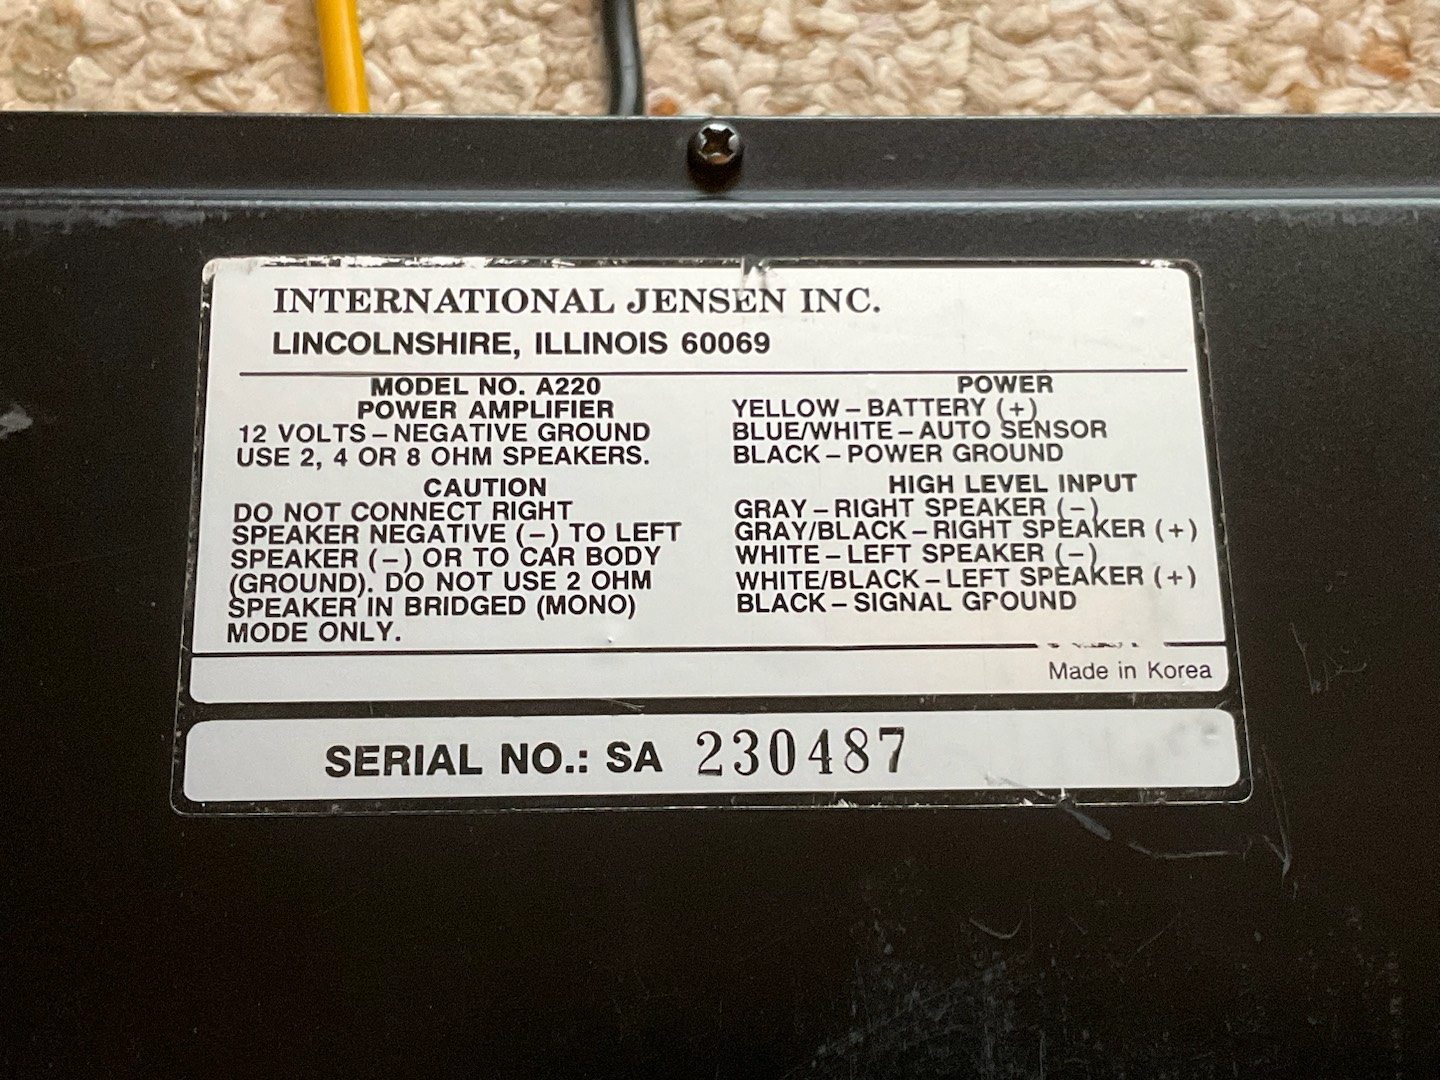 INTERNATIONAL JENSEN INC.
LINCOLNSHIRE, ILLINOIS 60069
MODEL NO. A220
POWER AMPLIFIER
12 VOLTS – NEGATIVE GROUND
USE 2, 4 OR 8 OHM SPEAKERS.
CAUTION
DO NOT CONNECT RIGHT
SPEAKER NEGATIVE (–) TO LEFT
SPEAKER (–) OR TO CAR BODY
(GROUND). DO NOT USE 2 OHM
SPEAKER IN BRIDGED (MONO)
MODE ONLY.
POWER
YELLOW – BATTERY (+)
BLUE/WHITE – AUTO SENSOR
BLACK – POWER GROUND
HIGH LEVEL INPUT
GRAY – RIGHT SPEAKER (–)
GRAY/BLACK – RIGHT SPEAKER (+)
WHITE – LEFT SPEAKER (–)
WHITE/BLACK – LEFT SPEAKER (+)
BLACK – SIGNAL GROUND
Made in Korea
SERIAL NO.: SA 230487